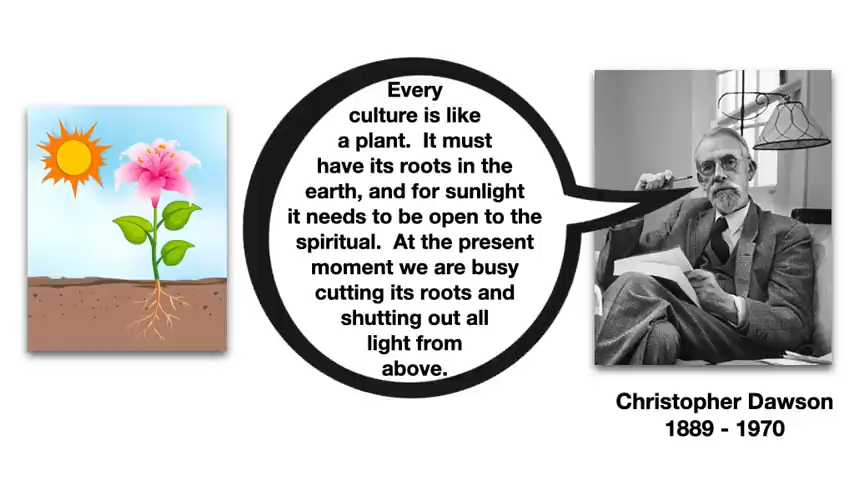 Every
culture is like
a plant.  It must
have its roots in the
earth, and for sunlight
it needs to be open to the
spiritual.  At the present
moment we are busy
cutting its roots and
shutting out all
light from
above.
Christopher Dawson
1889 - 1970